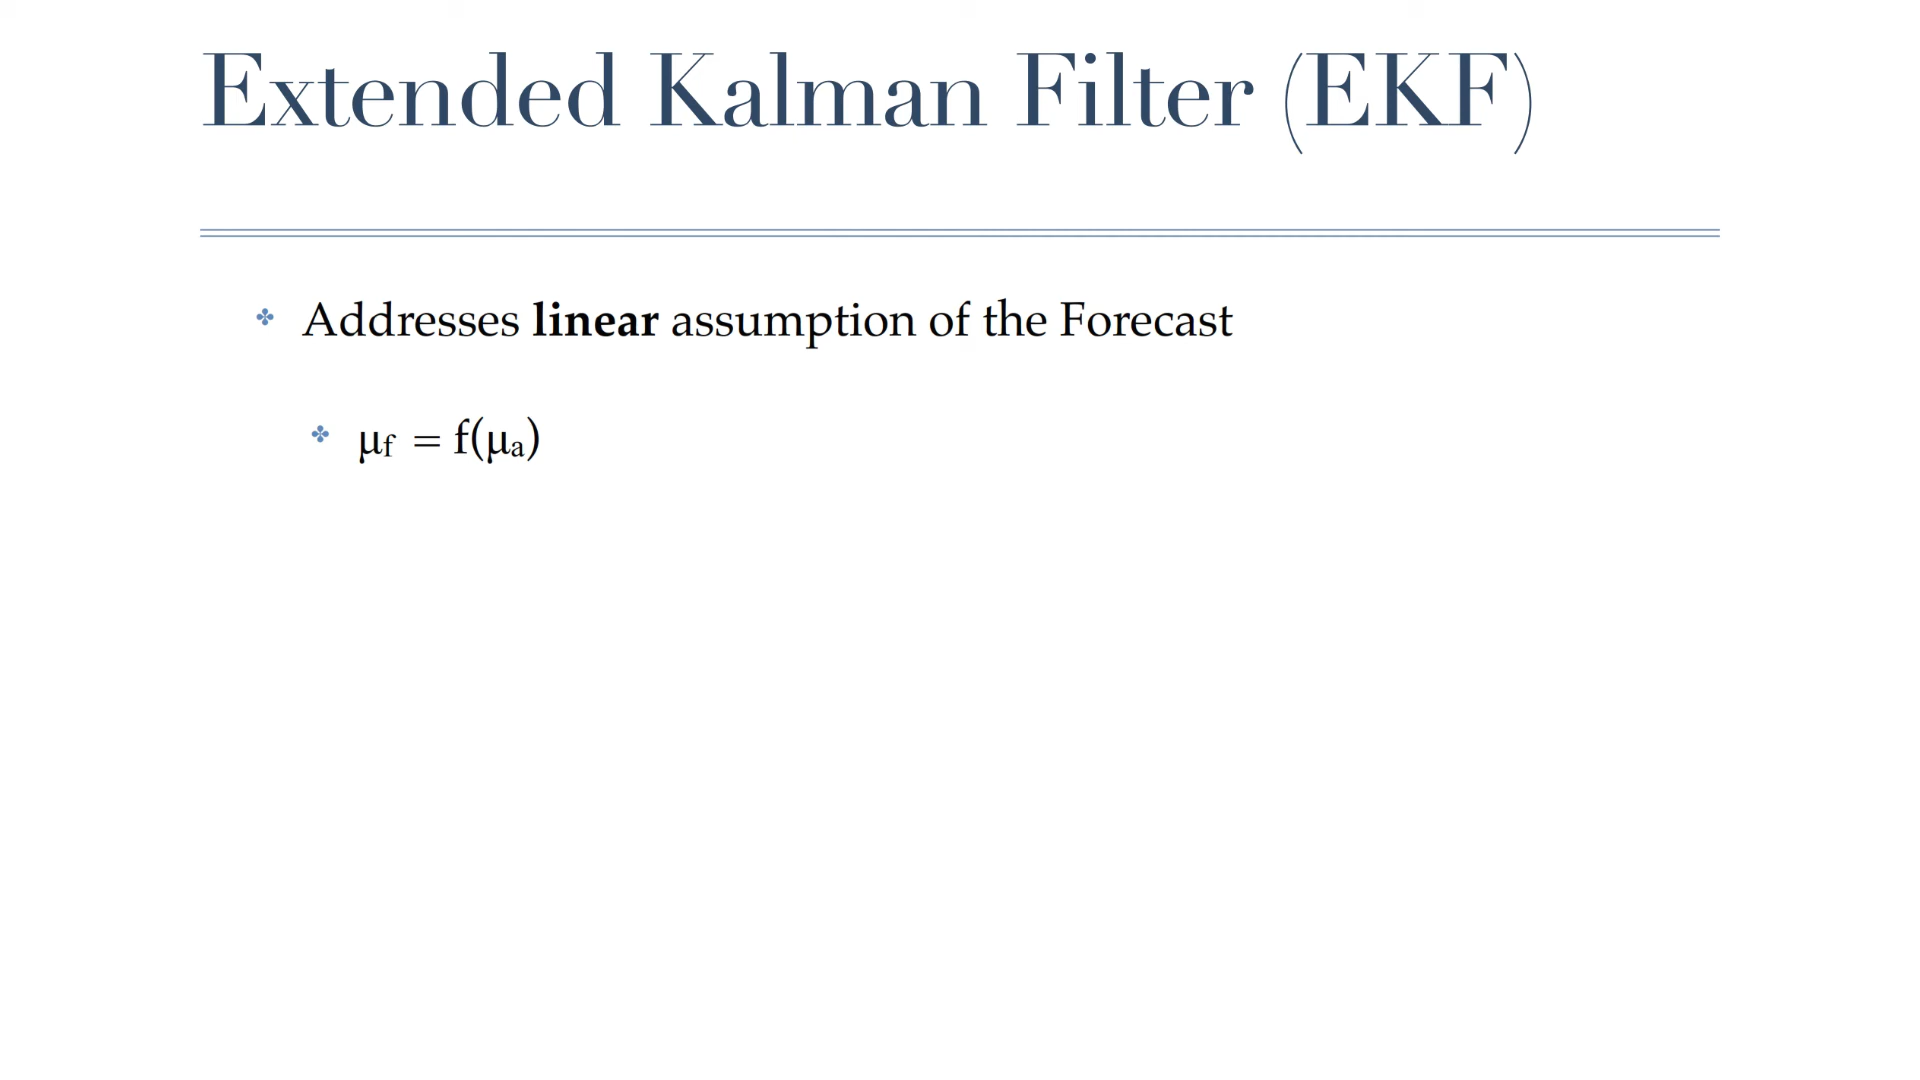 Extended Kalman Filter (EKF)
Addresses linear assumption of the Forecast
μf = f(μa)